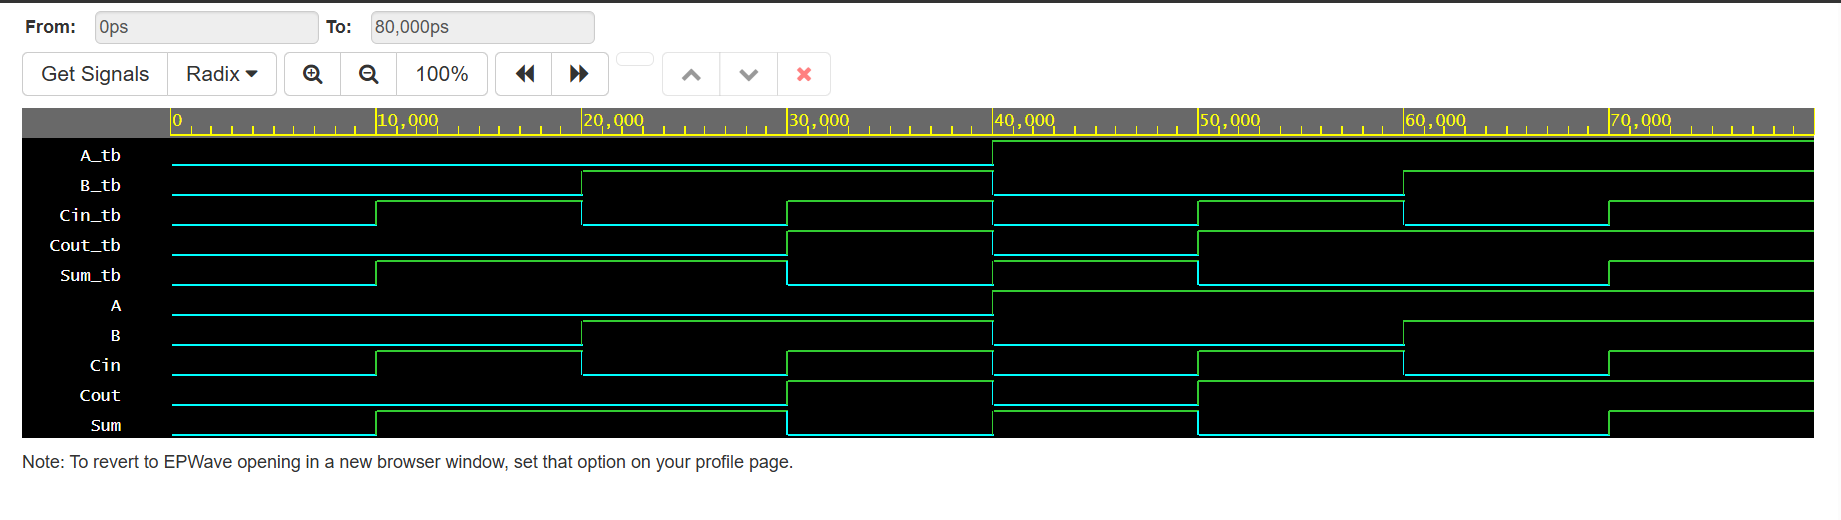 From: 0ps To: 80,000ps
Get Signals Radix 100%
0 10,000 20,000 30,000 40,000 50,000 60,000 70,000
A_tb
B_tb
Cin_tb
Cout_tb
Sum_tb
A
B
Cin
Cout
Sum
Note: To revert to EPWave opening in a new browser window, set that option on your profile page.